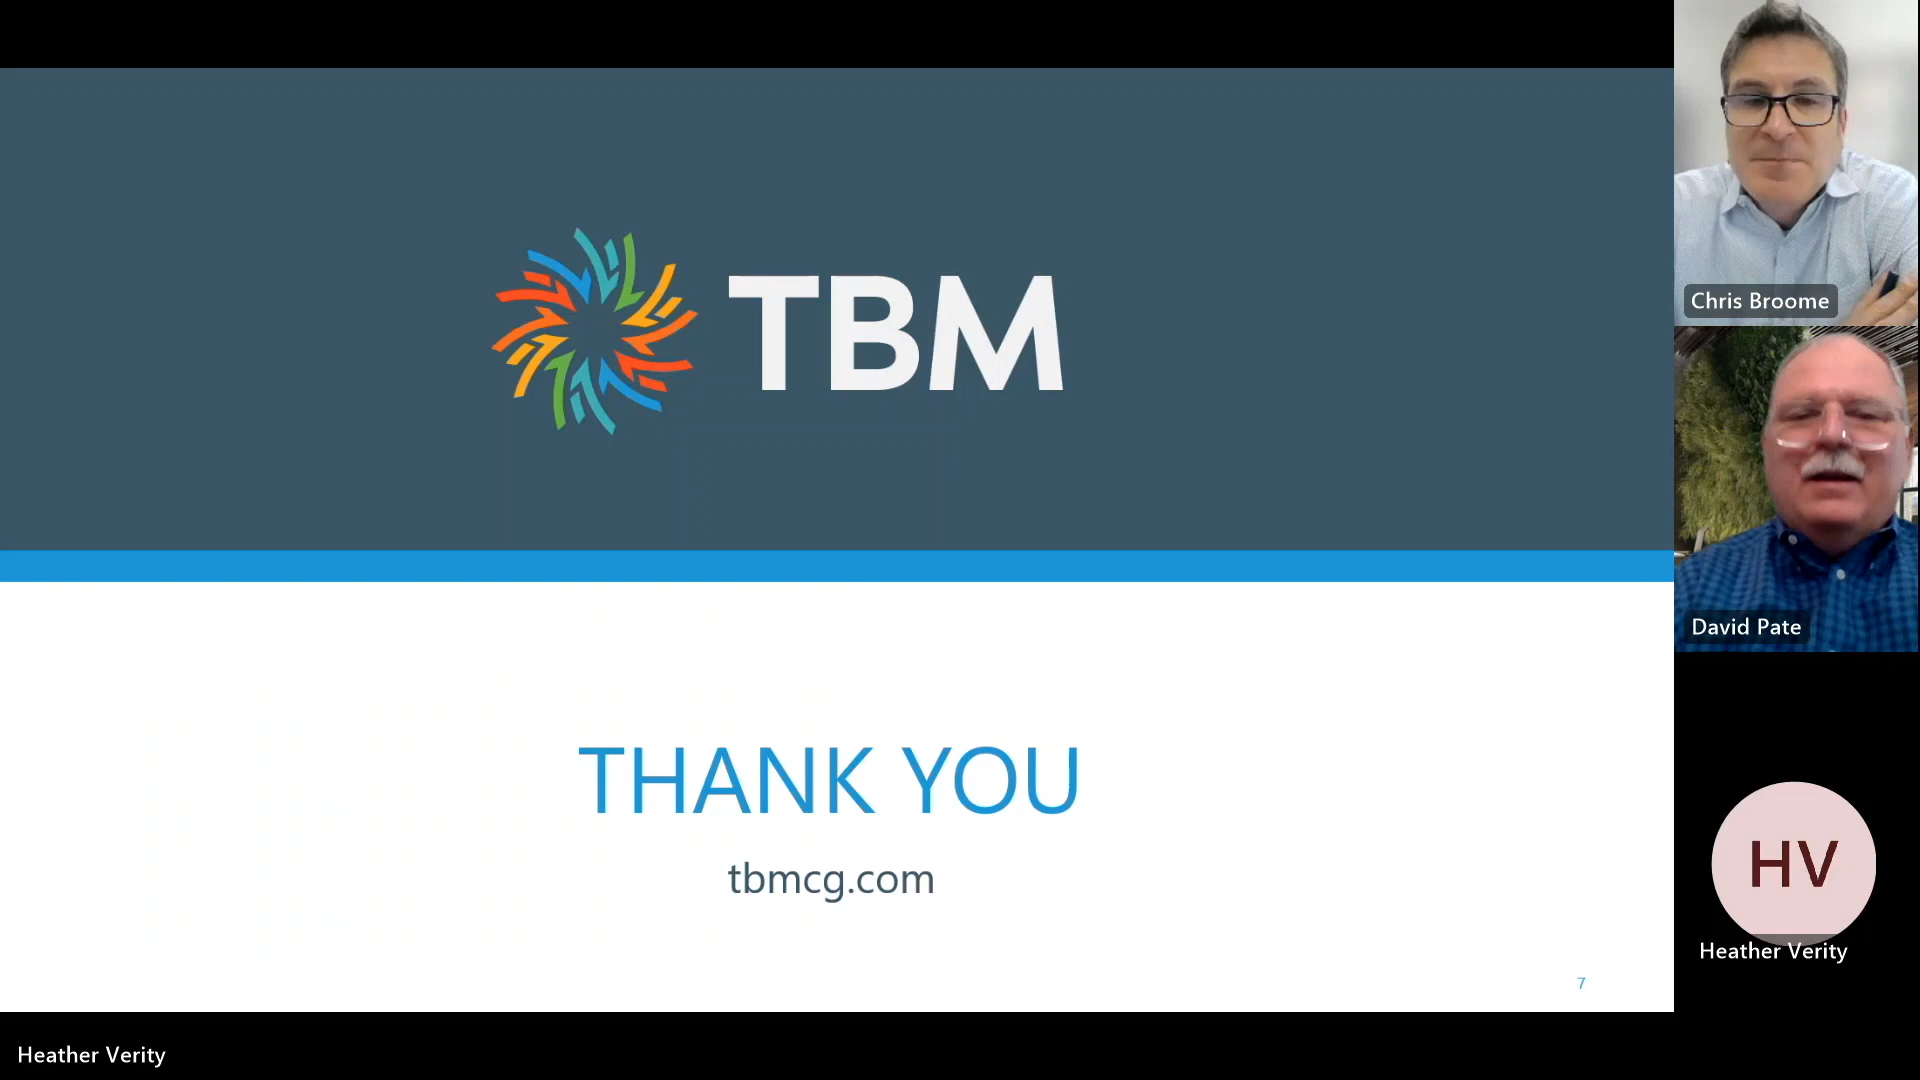 TBM
THANK YOU
tbmcg.com
7
Chris Broome
David Pate
HV
Heather Verity
Heather Verity